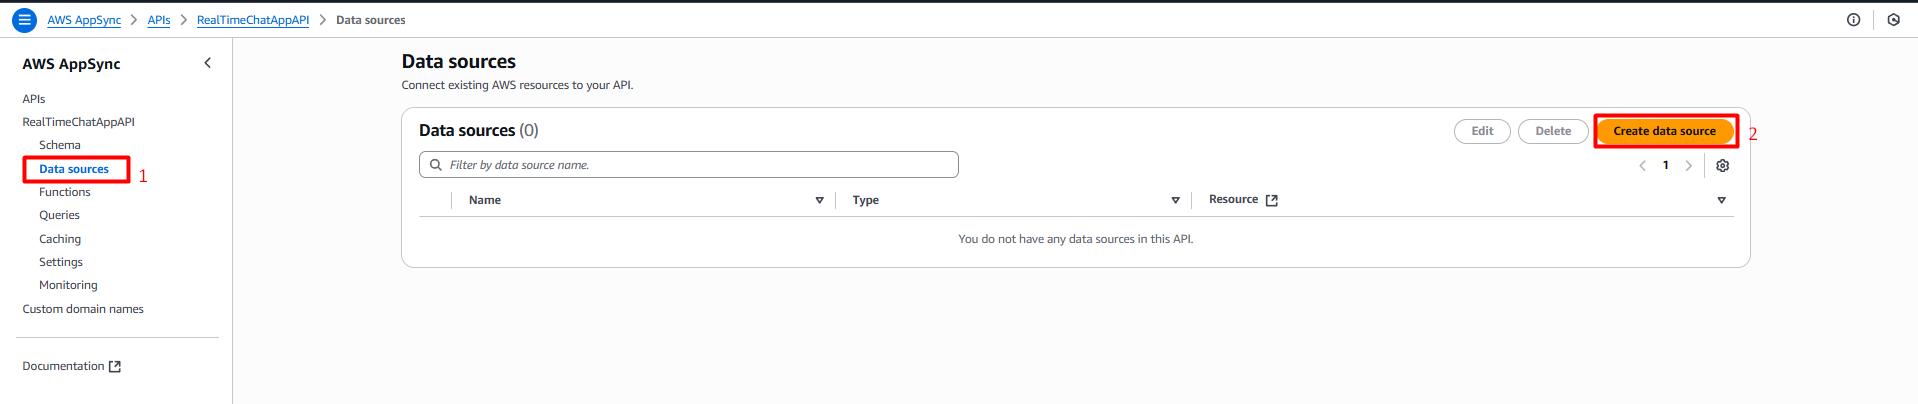 AWS AppSync > APIs > RealTimeChatAppAPI > Data sources
AWS AppSync
APIs
RealTimeChatAppAPI
Schema
Data sources 1
Functions
Queries
Caching
Settings
Monitoring
Custom domain names
Documentation
Data sources
Connect existing AWS resources to your API.
Data sources (0)
Edit Delete Create data source 2
Filter by data source name.
1
Name Type Resource
You do not have any data sources in this API.